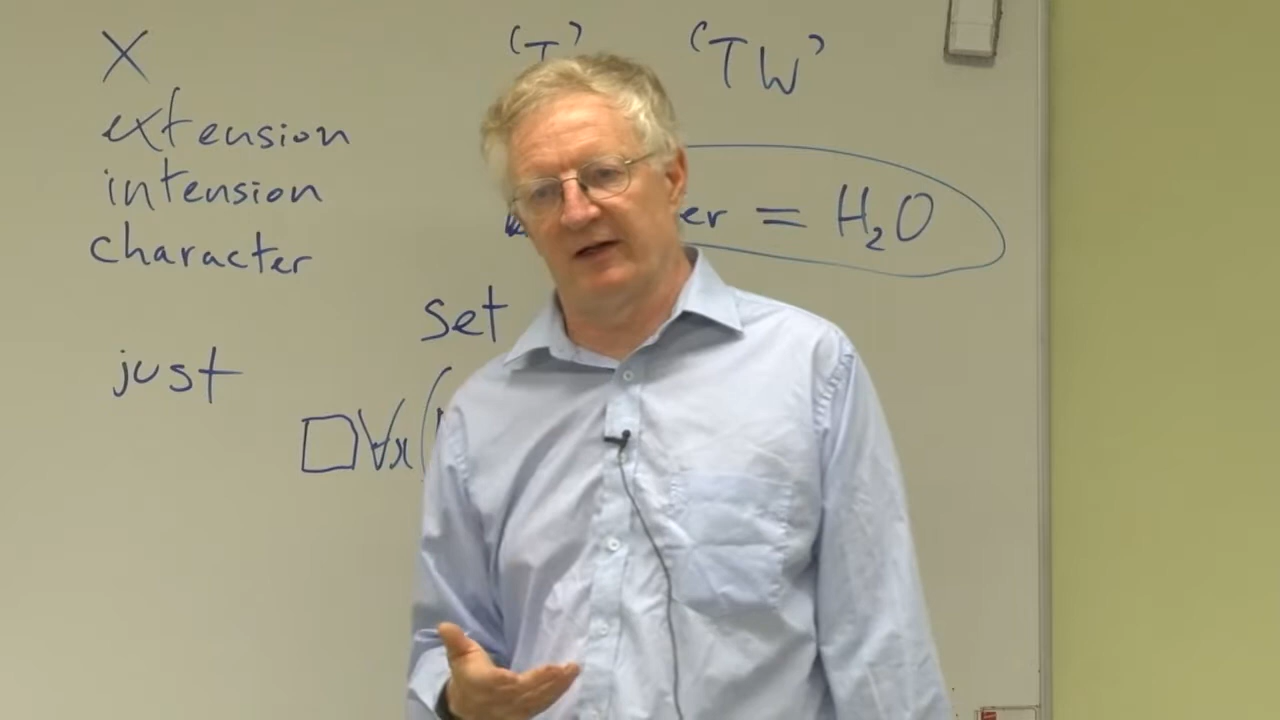 X
extension
intension
character
just
'T'
'TW'
er = H₂O
set
□∀x(